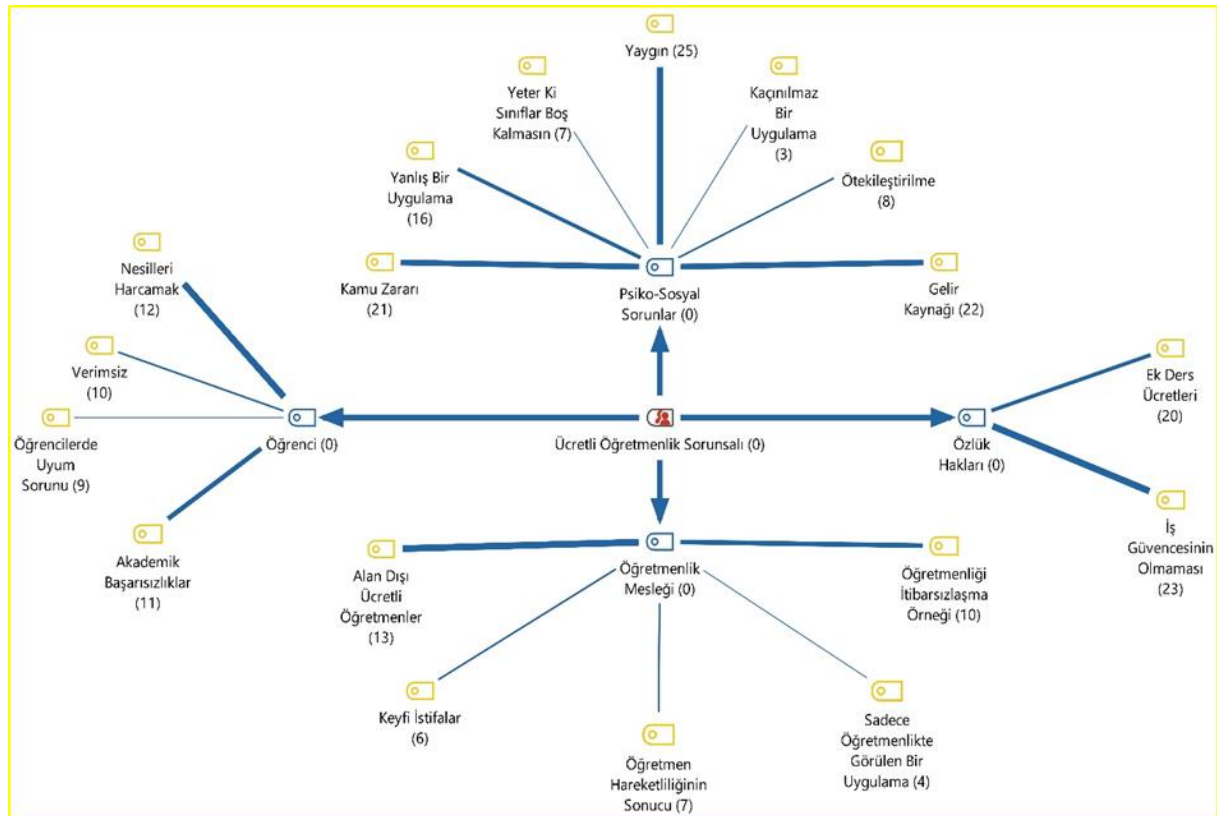 Yaygın (25)
Yeter Ki
Sınıflar Boş
Kalmasın (7)
Kaçınılmaz
Bir
Uygulama
(3)
Yanlış Bir
Uygulama
(16)
Ötekileştirilme
(8)
Kamu Zararı
(21)
Psiko-Sosyal
Sorunlar (0)
Gelir
Kaynağı (22)
Nesilleri
Harcamak
(12)
Verimsiz
(10)
Öğrencilerde
Uyum
Sorunu (9)
Akademik
Başarısızlıklar
(11)
Öğrenci (0)
Ücretli Öğretmenlik Sorunsalı (0)
Özlük
Hakları (0)
Ek Ders
Ücretleri
(20)
İş
Güvencesinin
Olmaması
(23)
Alan Dışı
Ücretli
Öğretmenler
(13)
Öğretmenlik
Mesleği (0)
Öğretmenliği
İtibarsızlaşma
Örneği (10)
Keyfi İstifalar
(6)
Öğretmen
Hareketliliğinin
Sonucu (7)
Sadece
Öğretmenlikte
Görülen Bir
Uygulama (4)